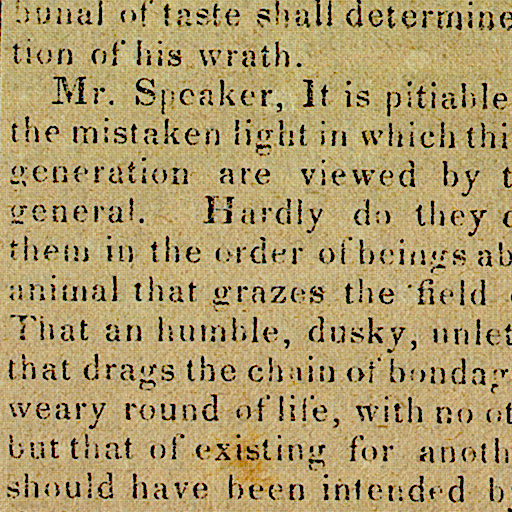 bunal of taste shall determine
tion of his wrath.
Mr. Speaker, It is pitiable
the mistaken light in which thi
generation are viewed by t
general. Hardly do they c
them in the order of beings ab
animal that grazes the field
That an humble, dusky, unlet
that drags the chain of bondag
weary round of life, with no ot
but that of existing for anoth
should have been intended b